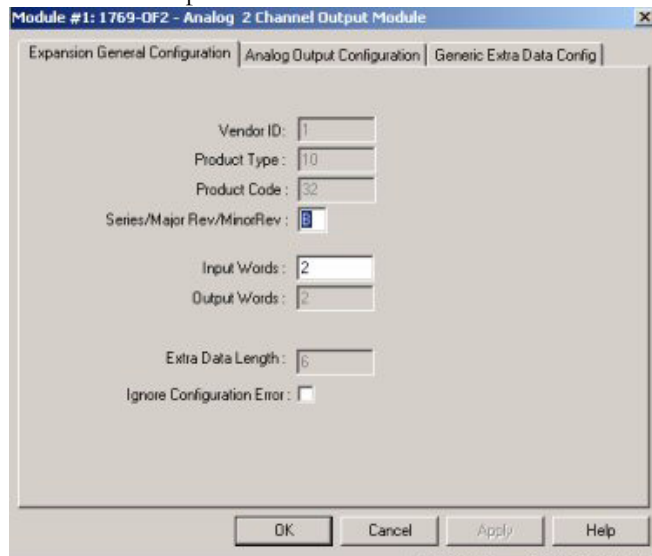 Module #1: 1769-OF2 - Analog 2 Channel Output Module
Expansion General Configuration Analog Output Configuration Generic Extra Data Config
Vendor ID: 1
Product Type : 10
Product Code : 32
Series/Major Rev/MinorRev : B
Input Words : 2
Output Words : 2
Extra Data Length : 6
Ignore Configuration Error :
OK Cancel Apply Help